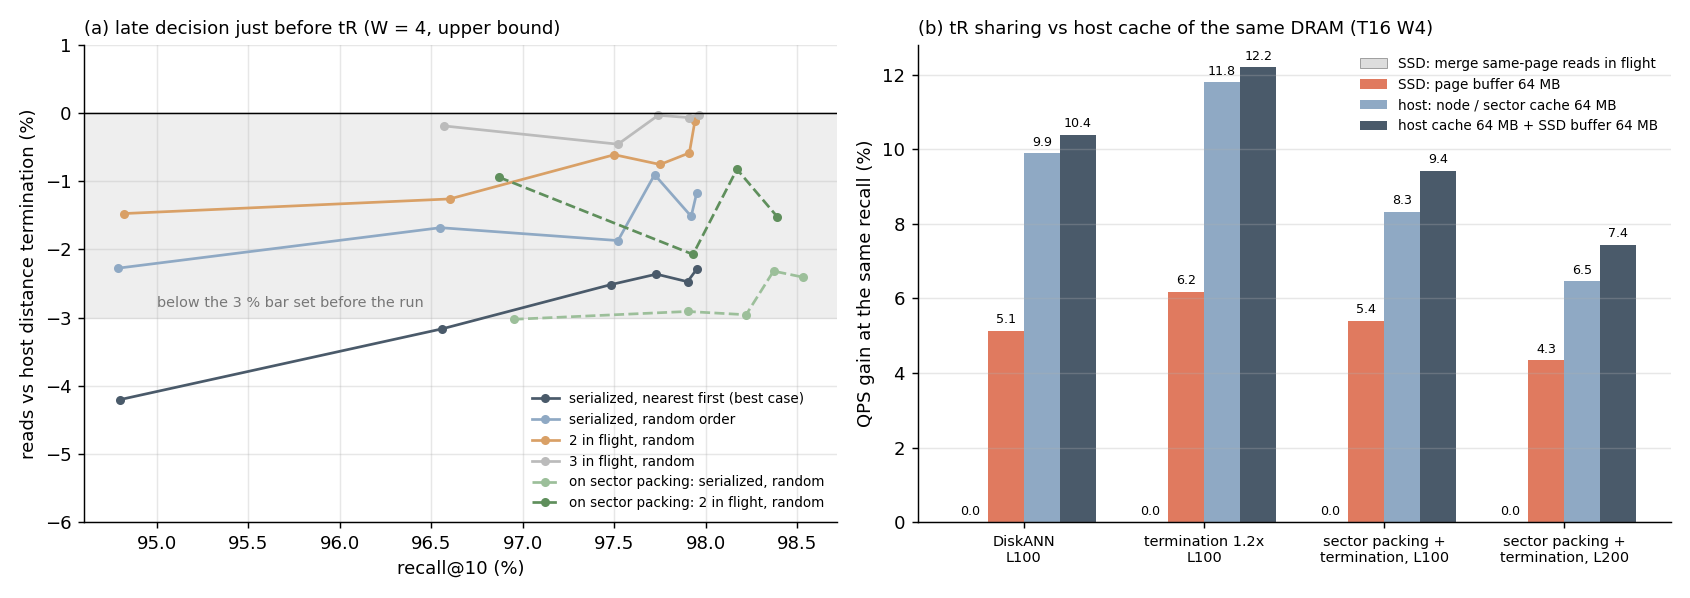 (a) late decision just before tR (W = 4, upper bound)
reads vs host distance termination (%)
1
0
−1
−2
−3
−4
−5
−6
below the 3 % bar set before the run
serialized, nearest first (best case)
serialized, random order
2 in flight, random
3 in flight, random
on sector packing: serialized, random
on sector packing: 2 in flight, random
95.0 95.5 96.0 96.5 97.0 97.5 98.0 98.5
recall@10 (%)
(b) tR sharing vs host cache of the same DRAM (T16 W4)
QPS gain at the same recall (%)
12
10
8
6
4
2
0
SSD: merge same-page reads in flight
SSD: page buffer 64 MB
host: node / sector cache 64 MB
host cache 64 MB + SSD buffer 64 MB
0.0 5.1 9.9 10.4
0.0 6.2 11.8 12.2
0.0 5.4 8.3 9.4
0.0 4.3 6.5 7.4
DiskANN
L100
termination 1.2x
L100
sector packing +
termination, L100
sector packing +
termination, L200